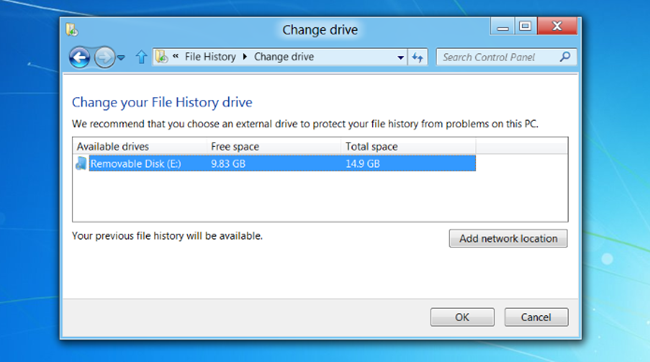 Change drive
« File History Change drive Search Control Panel
Change your File History drive
We recommend that you choose an external drive to protect your file history from problems on this PC.
Available drives Free space Total space
Removable Disk (E:) 9.83 GB 14.9 GB
Your previous file history will be available. Add network location
OK Cancel